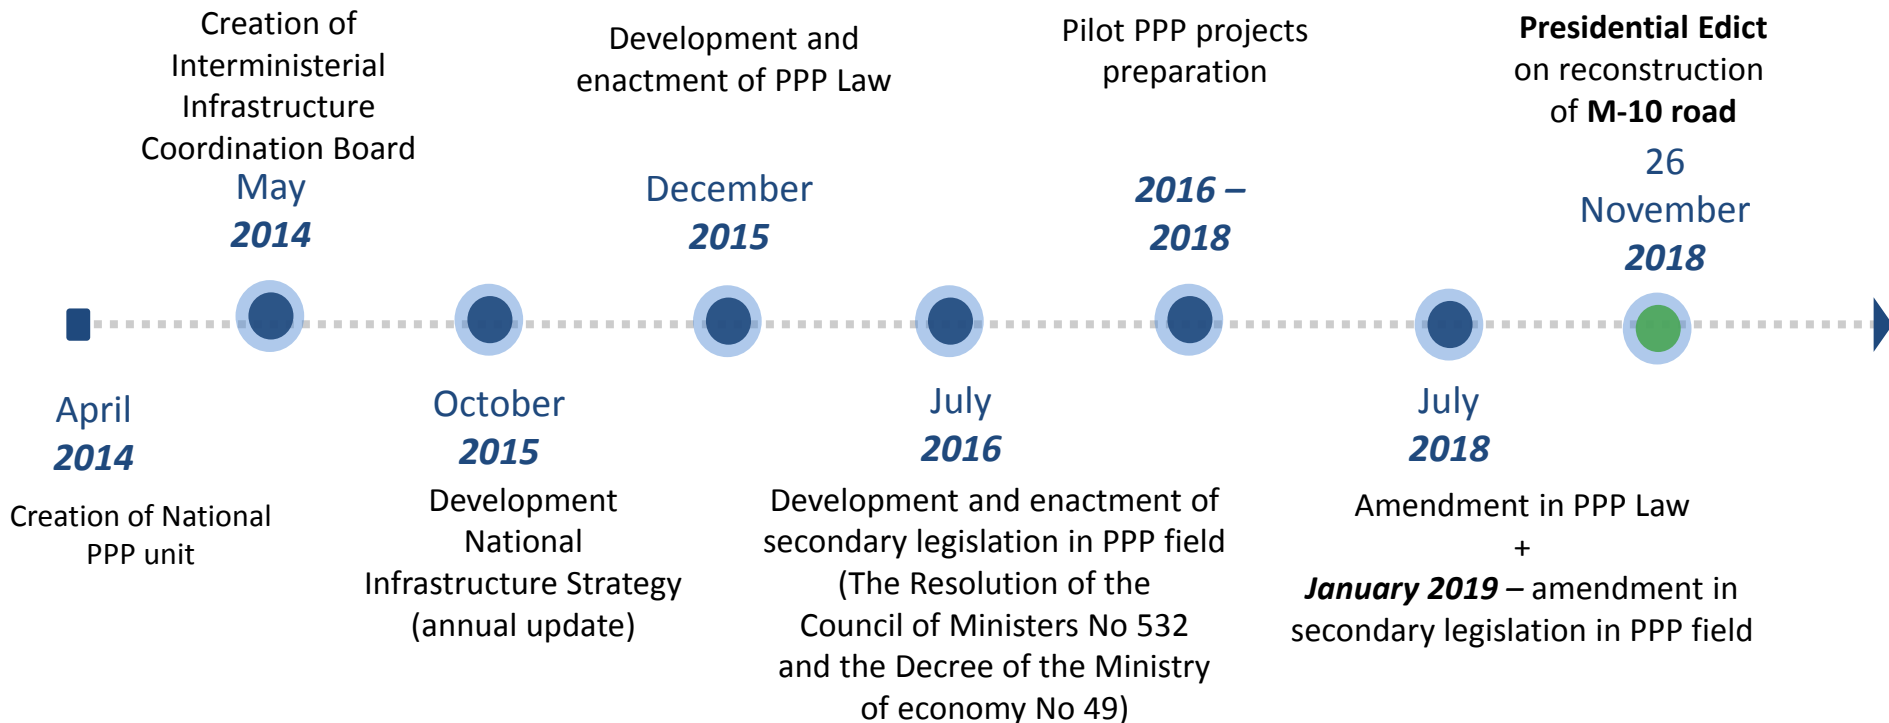 Creation of
Interministerial
Infrastructure
Coordination Board
May
2014
Development and
enactment of PPP Law
December
2015
Pilot PPP projects
preparation
2016 –
2018
Presidential Edict
on reconstruction
of M-10 road
26
November
2018
April
2014
Creation of National
PPP unit
October
2015
Development
National
Infrastructure Strategy
(annual update)
July
2016
Development and enactment of
secondary legislation in PPP field
(The Resolution of the
Council of Ministers No 532
and the Decree of the Ministry
of economy No 49)
July
2018
Amendment in PPP Law
+
January 2019 – amendment in
secondary legislation in PPP field